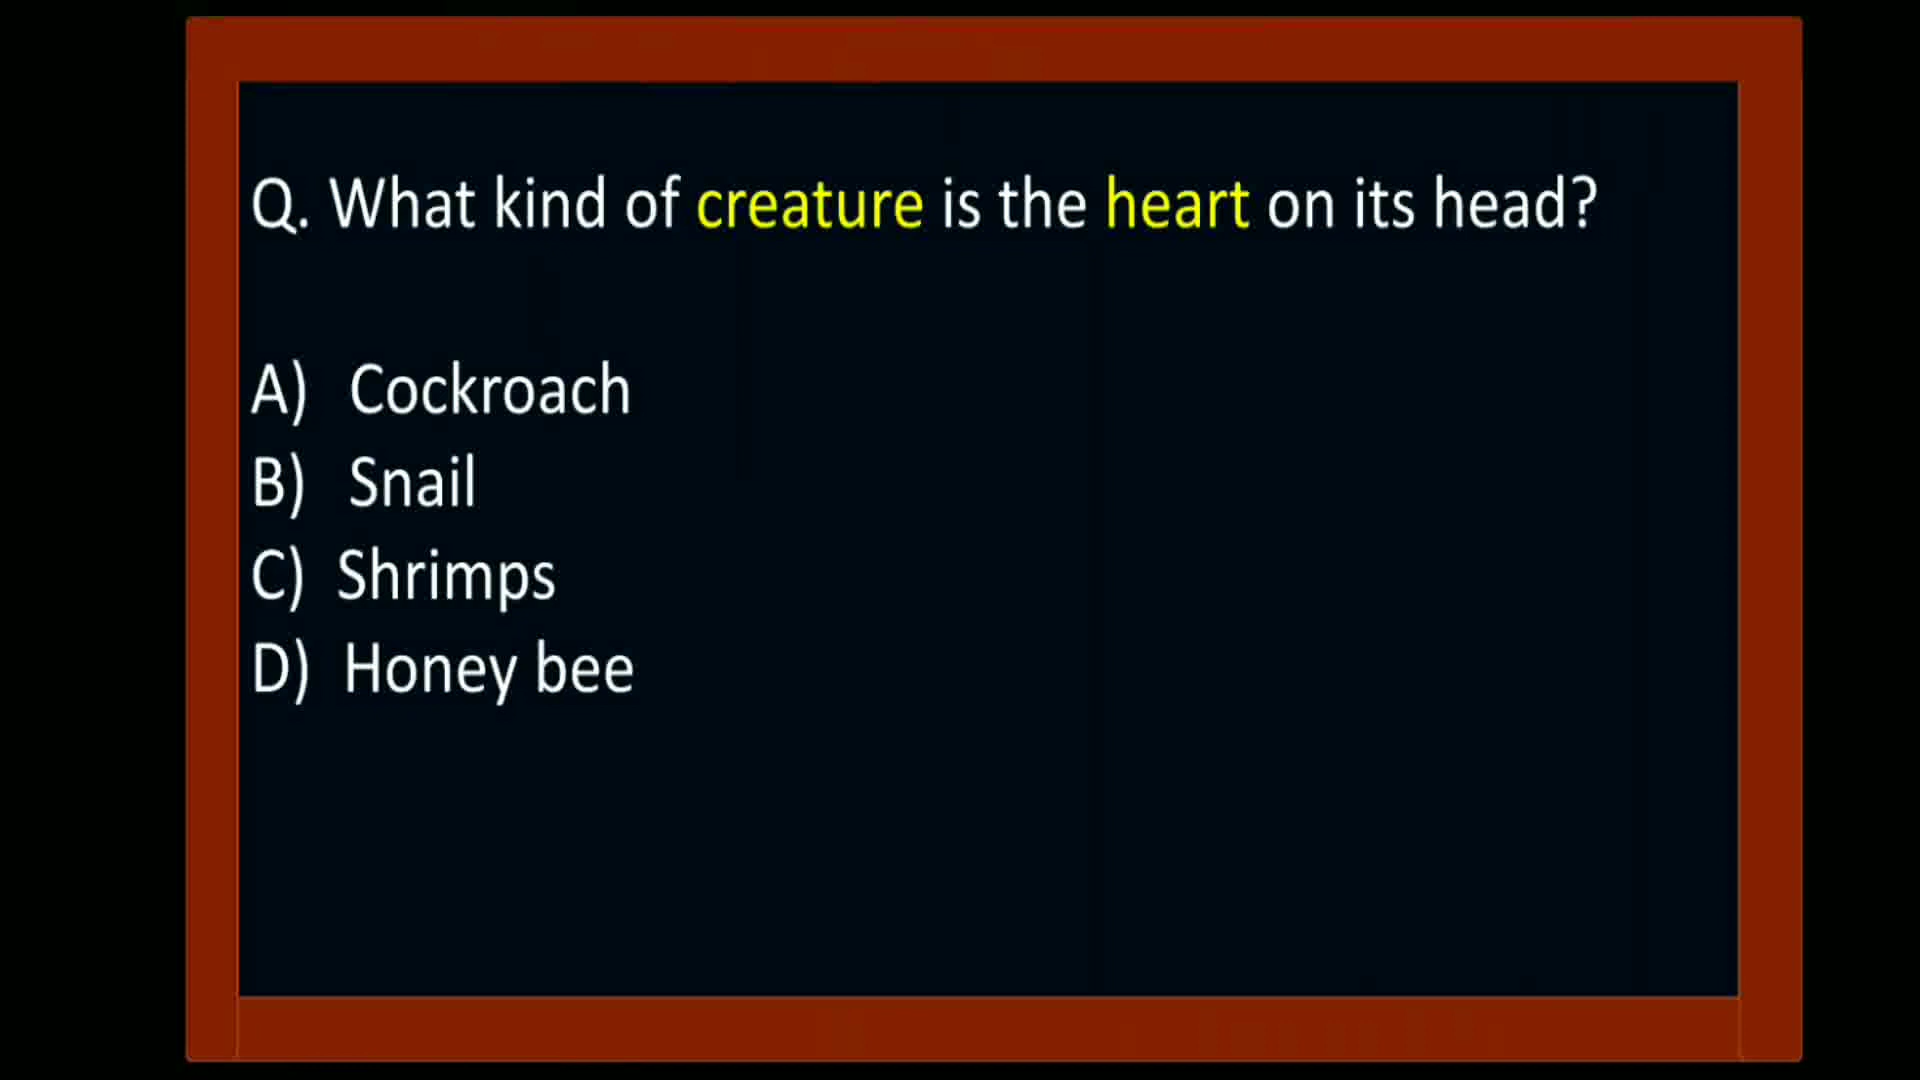 Q. What kind of creature is the heart on its head?
A) Cockroach
B) Snail
C) Shrimps
D) Honey bee